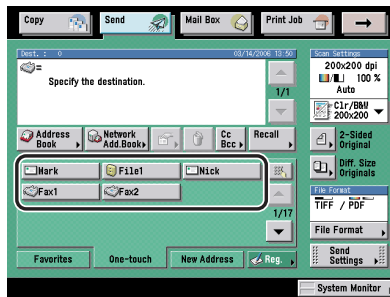 Copy
Send
Mail Box
Print Job
Dest. : 0
03/14/2006 13 50
Specify the destination.
1/1
Scan Settings
200x200 dpi
100 %
Auto
Clr/B&W
200×200
Address
Book
Network
Add.Book
Cc
Bcc
Recall
2-Sided
Original
Mark
File1
Nick
Diff. Size
Originals
Fax1
Fax2
1/17
File Format
TIFF / PDF
File Format
Favorites
One-touch
New Address
Reg.
Send
Settings
System Monitor